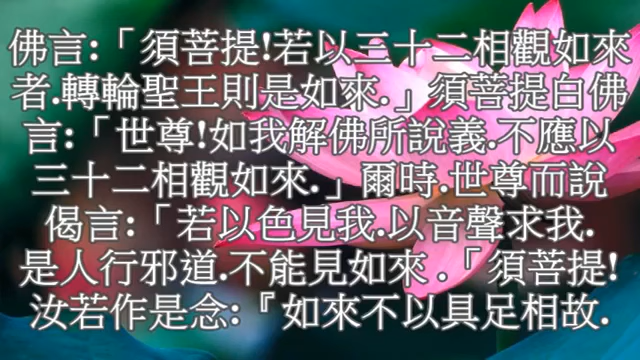 佛言:「須菩提!若以三十二相觀如來
者.轉輪聖王則是如來.」須菩提白佛
言:「世尊!如我解佛所說義.不應以
三十二相觀如來.」爾時.世尊而說
偈言:「若以色見我.以音聲求我.
是人行邪道.不能見如來 .「須菩提!
汝若作是念:『如來不以具足相故.